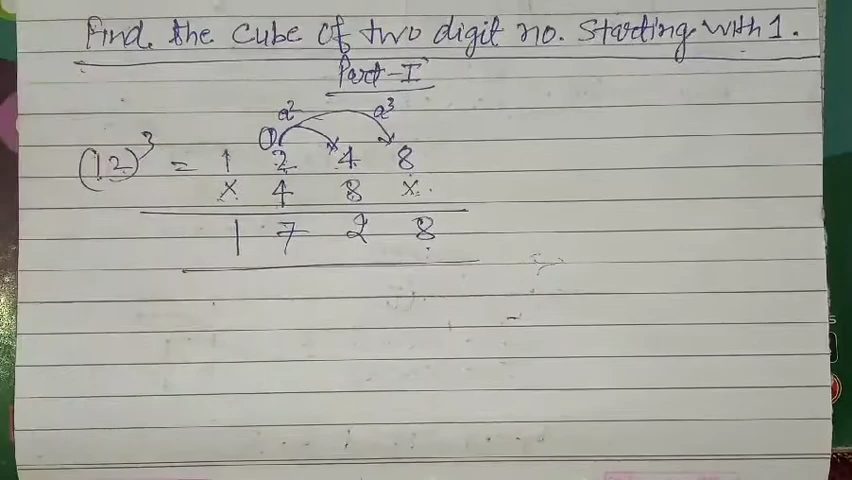 Find. the Cube of two digit no. Starting with 1.
Part-I
a² a³
①
(12)³ = 1 2 4 8
× 4 8 ×
1 7 2 8